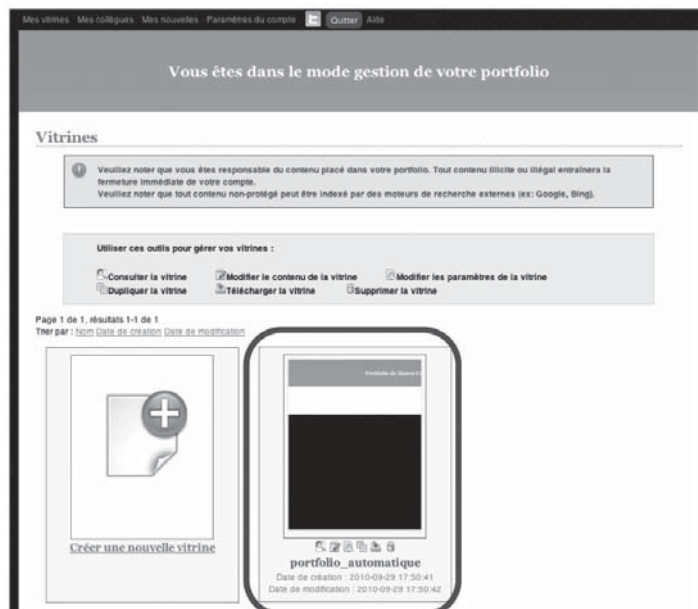 Mes vitrines Mes collègues Mes nouvelles Paramètres du compte Quitter Aide
Vous êtes dans le mode gestion de votre portfolio
Vitrines
Veuillez noter que vous êtes responsable du contenu placé dans votre portfolio. Tout contenu illicite ou illégal entraînera la
fermeture immédiate de votre compte.
Veuillez noter que tout contenu non-protégé peut être indexé par des moteurs de recherche externes (ex: Google, Bing).
Utiliser ces outils pour gérer vos vitrines :
Consulter la vitrine Modifier le contenu de la vitrine Modifier les paramètres de la vitrine
Dupliquer la vitrine Télécharger la vitrine Supprimer la vitrine
Page 1 de 1, résultats 1-1 de 1
Trier par : Nom Date de création Date de modification
Portfolio de
Créer une nouvelle vitrine
portfolio_automatique
Date de création : 2010-09-29 17:50:41
Date de modification : 2010-09-29 17:50:42